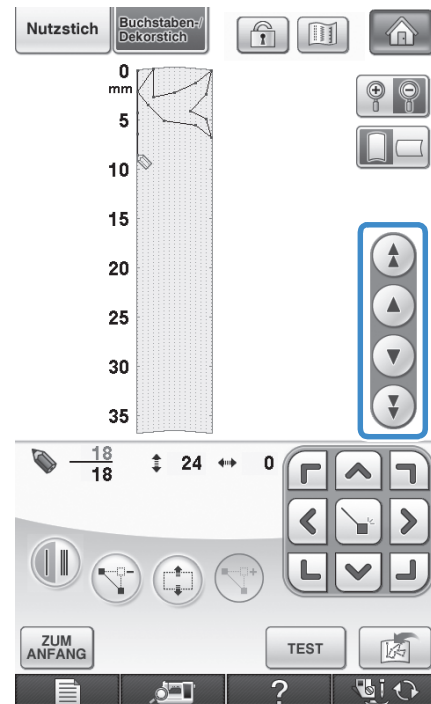 Nutzstich
Buchstaben-/
Dekorstich
0
mm
5
10
15
20
25
30
35
18
18
24
0
ZUM
ANFANG
TEST
?